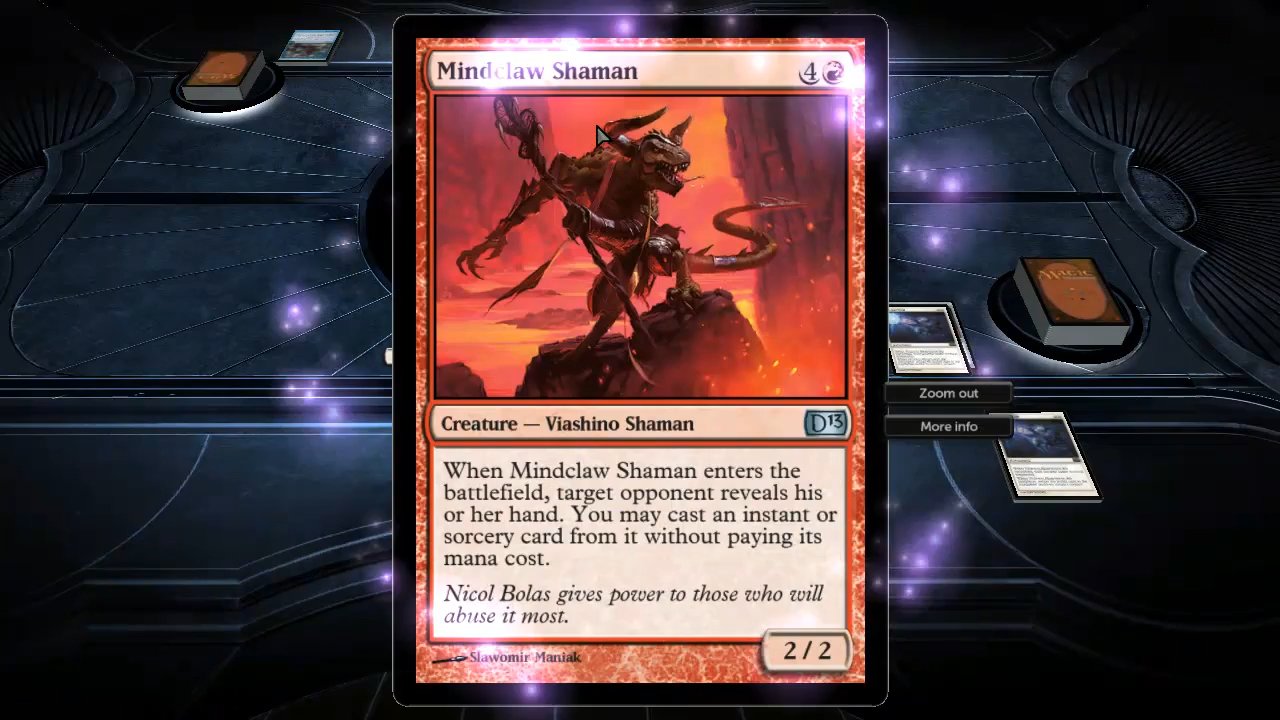 Mindclaw Shaman 4
Creature — Viashino Shaman D13
When Mindclaw Shaman enters the
battlefield, target opponent reveals his
or her hand. You may cast an instant or
sorcery card from it without paying its
mana cost.
Nicol Bolas gives power to those who will
abuse it most.
2/2
Slawomir Maniak
Zoom out
More info
MAGIC